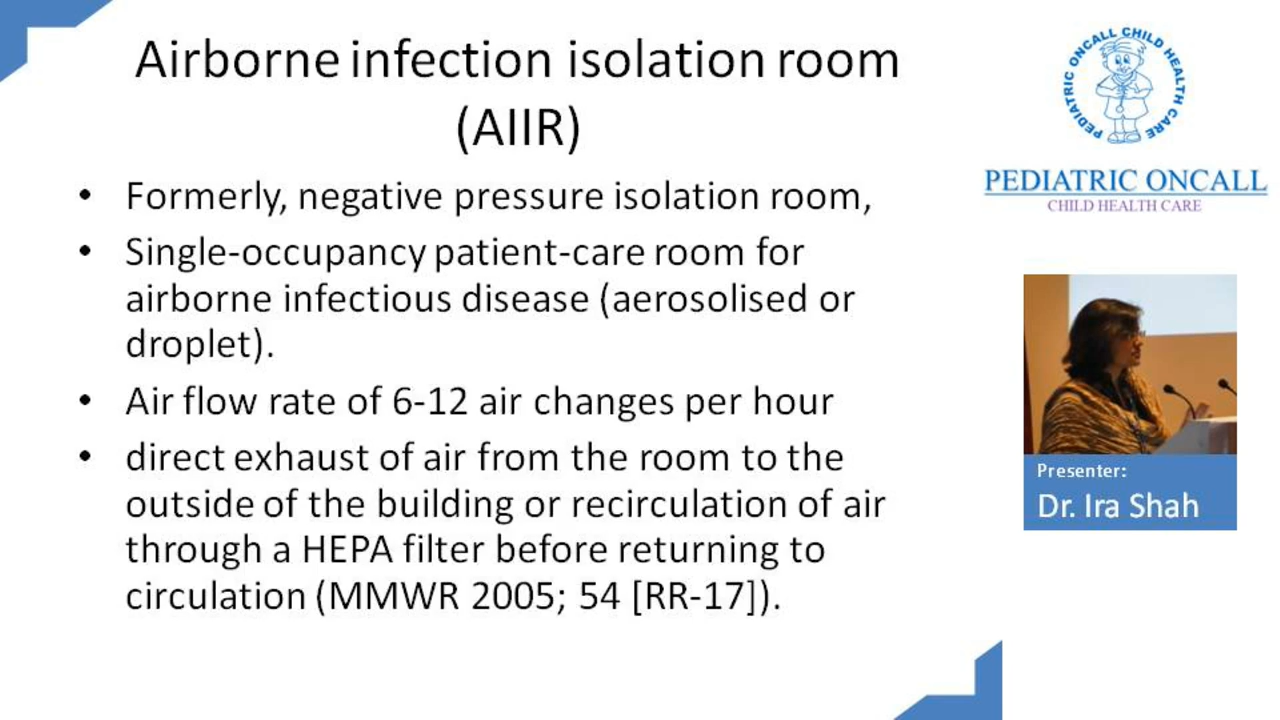 Airborne infection isolation room
(AIIR)
• Formerly, negative pressure isolation room,
• Single-occupancy patient-care room for
airborne infectious disease (aerosolised or
droplet).
• Air flow rate of 6-12 air changes per hour
• direct exhaust of air from the room to the
outside of the building or recirculation of air
through a HEPA filter before returning to
circulation (MMWR 2005; 54 [RR-17]).
PEDIATRIC ONCALL CHILD HEALTH CARE
PEDIATRIC ONCALL
CHILD HEALTH CARE
Presenter:
Dr. Ira Shah